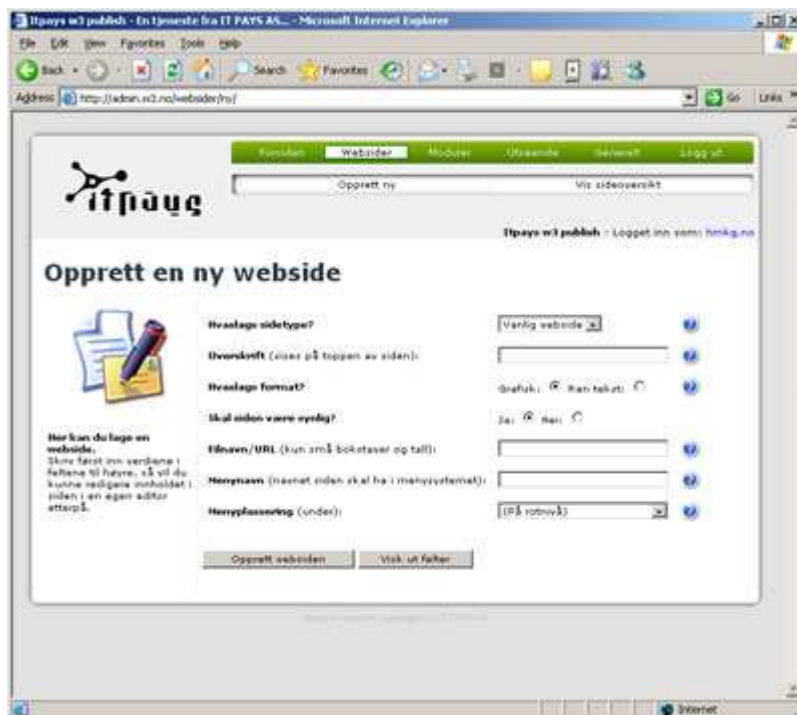 Itpays w3 publish - En tjeneste fra IT PAYS AS... - Microsoft Internet Explorer
File Edit View Favorites Tools Help
Back Search Favorites
Address http://admin.w3.no/websider/ny/ Go Links
Forsiden Websider Moduler Utseende Generelt Logg ut
Opprett ny Vis sideoversikt
itpays
Itpays w3 publish - Logget inn som: hmkg.no
Opprett en ny webside
Hvaslags sidetype? Vanlig webside
Overskrift (vises på toppen av siden):
Hvaslags format? Grafisk: Ren tekst:
Skal siden være synlig? Ja: Nei:
Her kan du lage en
webside.
Skriv først inn verdiene i
feltene til høyre, så vil du
kunne redigere innholdet i
siden i en egen editor
etterpå.
Filnavn/URL (kun små bokstaver og tall):
Menynavn (navnet siden skal ha i menysystemet):
Menyplassering (under): (På rotnivå)
Opprett websiden Visk ut felter
Internet